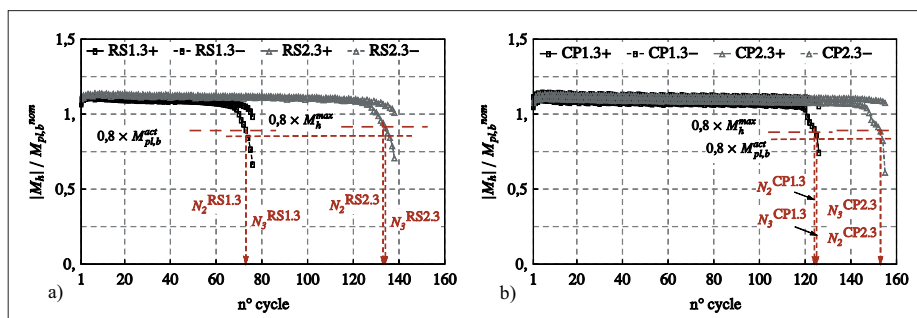 1,5
RS1.3+ RS1.3− RS2.3+ RS2.3−
1,
0,8 × M_h^max
0,8 × M_pl,b^act
|M_h| / M_pl,b^nom
0,5
N_2^RS1.3 N_3^RS1.3 N_2^RS2.3 N_3^RS2.3
0,
1 20 40 60 80 100 120 140 160
a) n° cycle
1,5
CP1.3+ CP1.3− CP2.3+ CP2.3−
1,
0,8 × M_h^max
0,8 × M_pl,b^act
|M_h| / M_pl,b^nom
0,5
N_2^CP1.3
N_3^CP1.3 N_3^CP2.3
N_2^CP2.3
0,
1 20 40 60 80 100 120 140 160
b) n° cycle